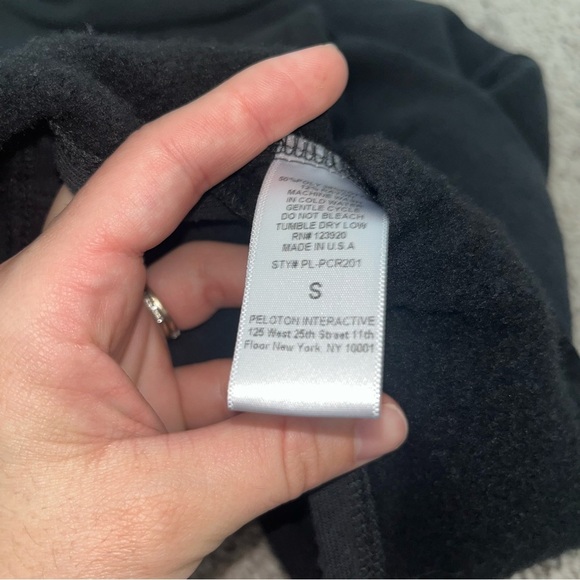 MACHINE
IN COLD WATER
GENTLE CYCLE
DO NOT BLEACH
TUMBLE DRY LOW
RN# 123920
MADE IN U.S.A
STY# PL-PCR201
S
PELOTON INTERACTIVE
125 West 25th Street 11th
Floor New York, NY 10001